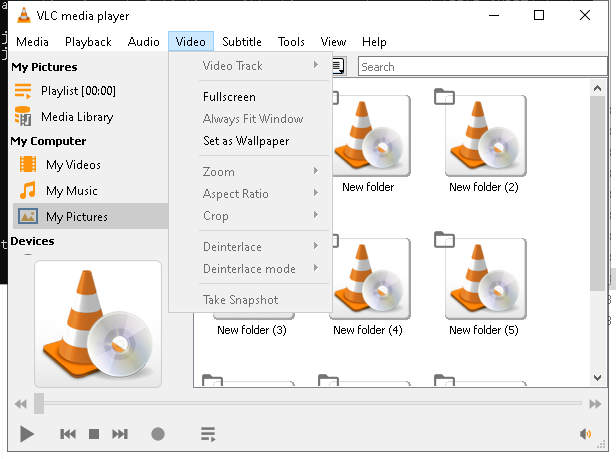 VLC media player
Media Playback Audio Video Subtitle Tools View Help
My Pictures
Playlist [00:00]
Media Library
My Computer
My Videos
My Music
My Pictures
Devices
Video Track
Fullscreen
Always Fit Window
Set as Wallpaper
Zoom
Aspect Ratio
Crop
Deinterlace
Deinterlace mode
Take Snapshot
Search
New folder
New folder (2)
New folder (3)
New folder (4)
New folder (5)